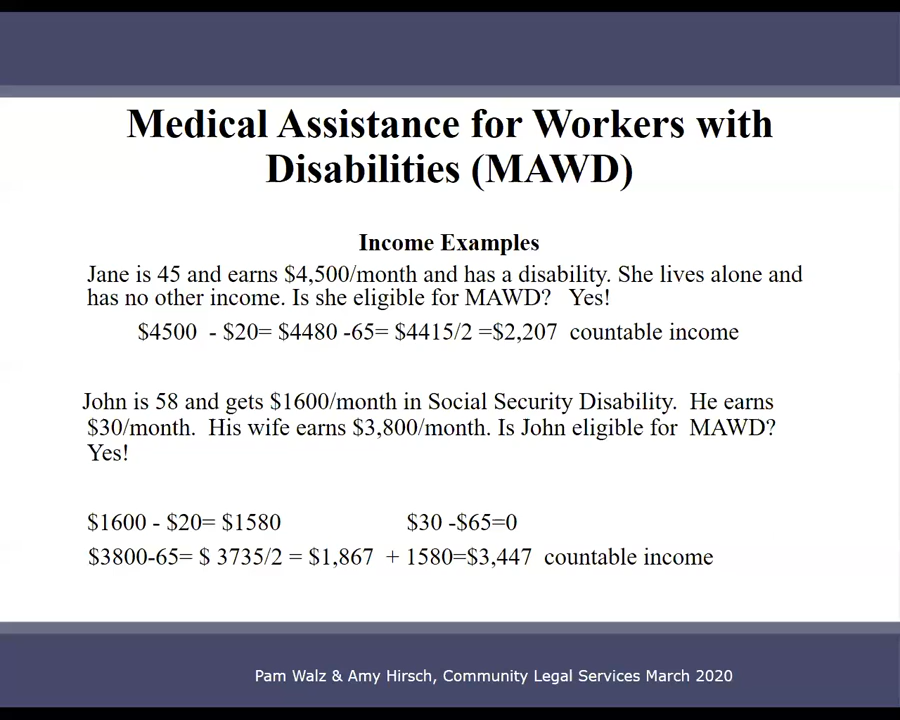 Medical Assistance for Workers with
Disabilities (MAWD)
Income Examples
Jane is 45 and earns $4,500/month and has a disability. She lives alone and
has no other income. Is she eligible for MAWD?   Yes!
$4500  - $20= $4480 -65= $4415/2 =$2,207  countable income
John is 58 and gets $1600/month in Social Security Disability.  He earns
$30/month.  His wife earns $3,800/month. Is John eligible for  MAWD?
Yes!
$1600 - $20= $1580                    $30 -$65=0
$3800-65= $ 3735/2 = $1,867  + 1580=$3,447  countable income
Pam Walz & Amy Hirsch, Community Legal Services March 2020